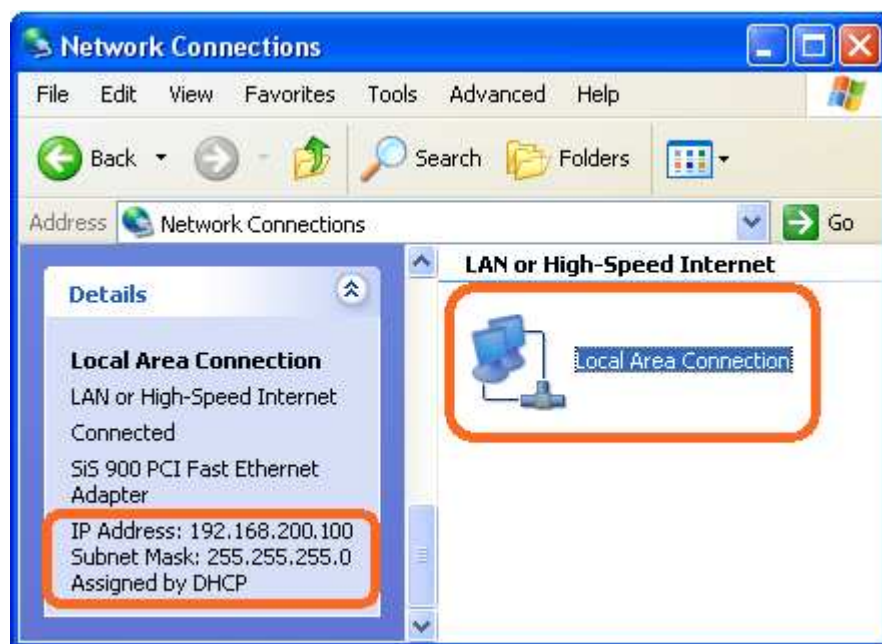 Network Connections
File Edit View Favorites Tools Advanced Help
Back Search Folders
Address Network Connections Go
Details
Local Area Connection
LAN or High-Speed Internet
Connected
SiS 900 PCI Fast Ethernet
Adapter
IP Address: 192.168.200.100
Subnet Mask: 255.255.255.0
Assigned by DHCP
LAN or High-Speed Internet
Local Area Connection